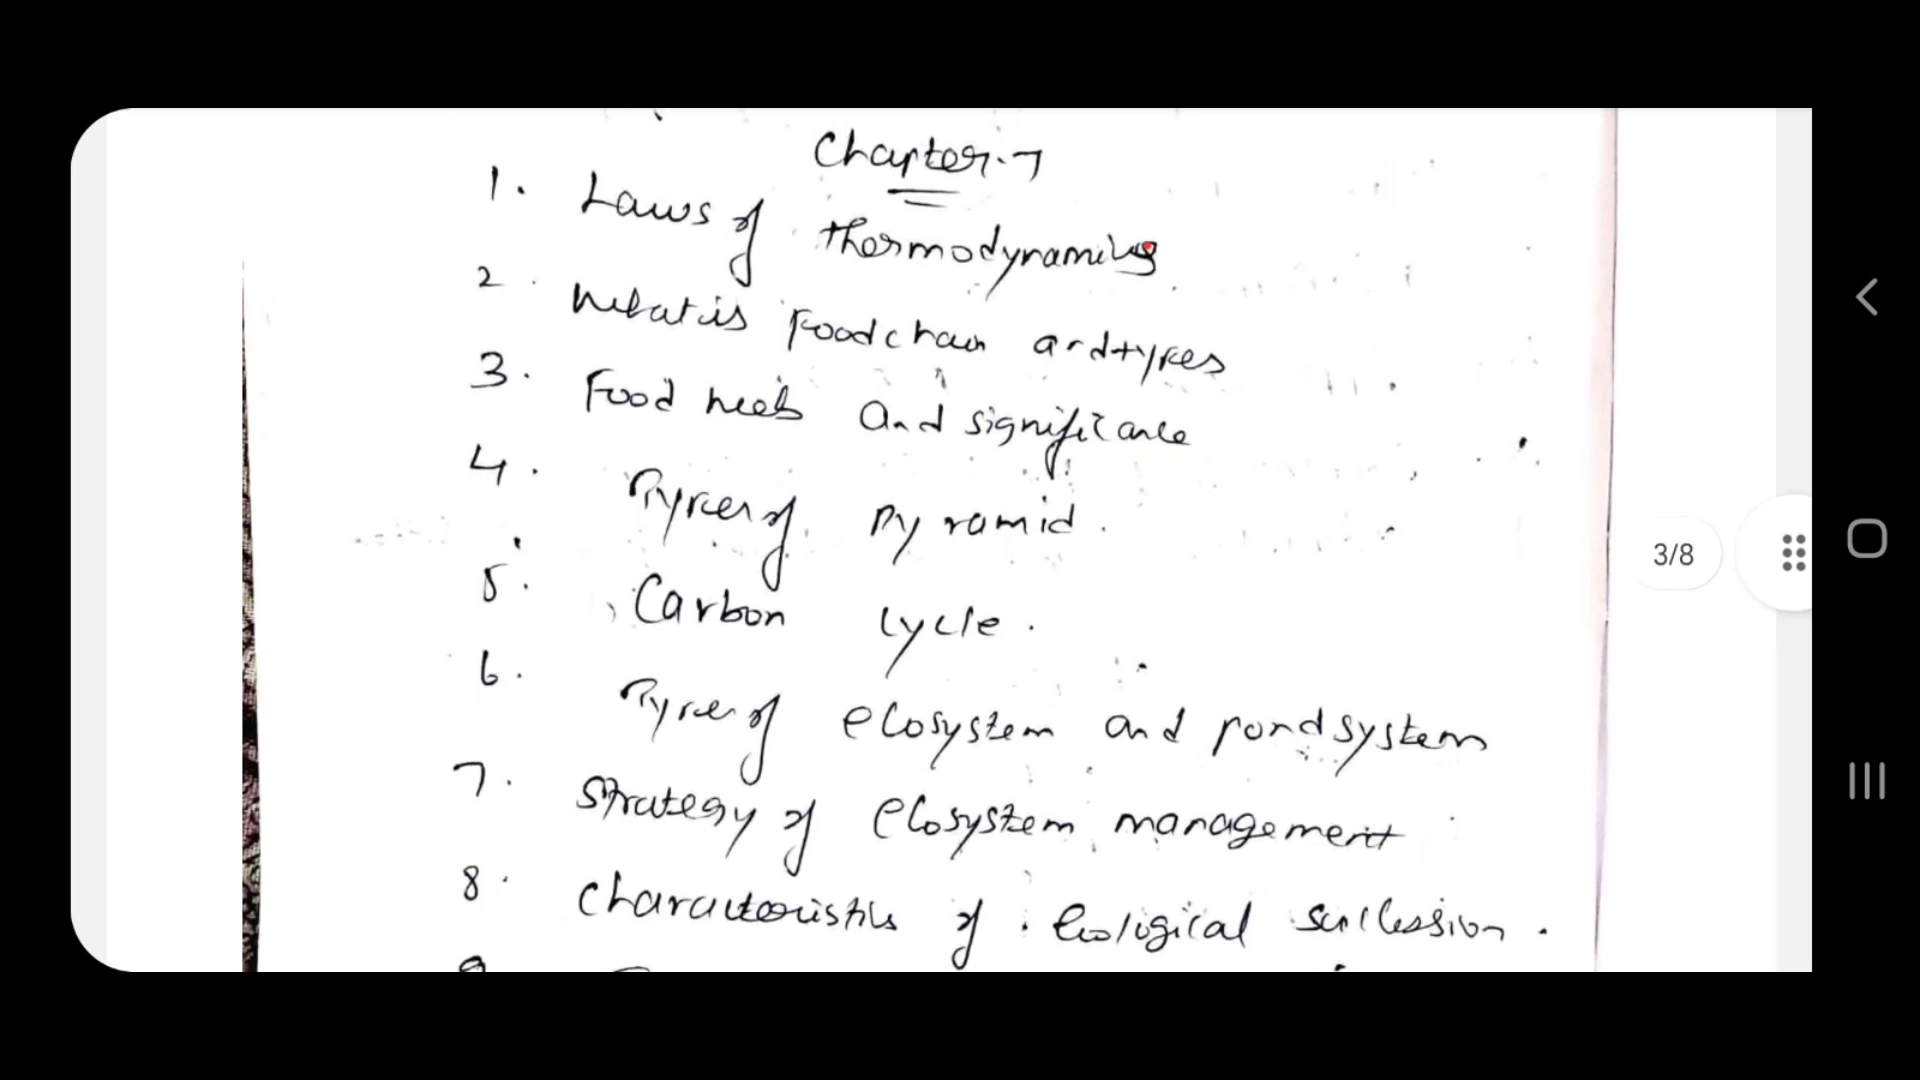 Chapter.7
1. Laws of thermodynamics
2. What is Food chain and types
3. Food web and significance
4. Types of pyramid.
5. Carbon cycle.
6. Types of ecosystem and pond system
7. Strategy of ecosystem management
8. Characteristics of Ecological succession.
3/8